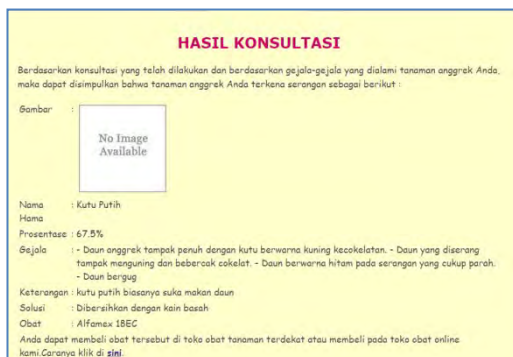 HASIL KONSULTASI
Berdasarkan konsultasi yang telah dilakukan dan berdasarkan gejala-gejala yang dialami tanaman anggrek Anda,
maka dapat disimpulkan bahwa tanaman anggrek Anda terkena serangan sebagai berikut :
Gambar :
No Image
Available
Nama : Kutu Putih
Hama
Prosentase : 67.5%
Gejala : - Daun anggrek tampak penuh dengan kutu berwarna kuning kecokelatan. - Daun yang diserang
tampak menguning dan bebercak cokelat. - Daun berwarna hitam pada serangan yang cukup parah.
- Daun bergug
Keterangan : kutu putih biasanya suka makan daun
Solusi : Dibersihkan dengan kain basah
Obat : Alfamex 18EC
Anda dapat membeli obat tersebut di toko obat tanaman terdekat atau membeli pada toko obat online
kami.Caranya klik di sini.